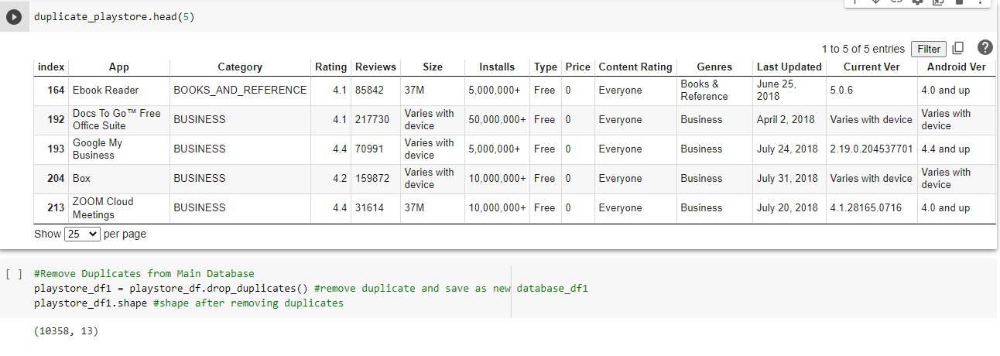 duplicate_playstore.head(5)
1 to 5 of 5 entries Filter
index App Category Rating Reviews Size Installs Type Price Content Rating Genres Last Updated Current Ver Android Ver
164 Ebook Reader BOOKS_AND_REFERENCE 4.1 85842 37M 5,000,000+ Free 0 Everyone Books & Reference June 25, 2018 5.0.6 4.0 and up
192 Docs To Go™ Free Office Suite BUSINESS 4.1 217730 Varies with device 50,000,000+ Free 0 Everyone Business April 2, 2018 Varies with device Varies with device
193 Google My Business BUSINESS 4.4 70991 Varies with device 5,000,000+ Free 0 Everyone Business July 24, 2018 2.19.0.204537701 4.4 and up
204 Box BUSINESS 4.2 159872 Varies with device 10,000,000+ Free 0 Everyone Business July 31, 2018 Varies with device Varies with device
213 ZOOM Cloud Meetings BUSINESS 4.4 31614 37M 10,000,000+ Free 0 Everyone Business July 20, 2018 4.1.28165.0716 4.0 and up
Show 25 per page
[ ] #Remove Duplicates from Main Database
playstore_df1 = playstore_df.drop_duplicates() #remove duplicate and save as new database_df1
playstore_df1.shape #shape after removing duplicates
(10358, 13)